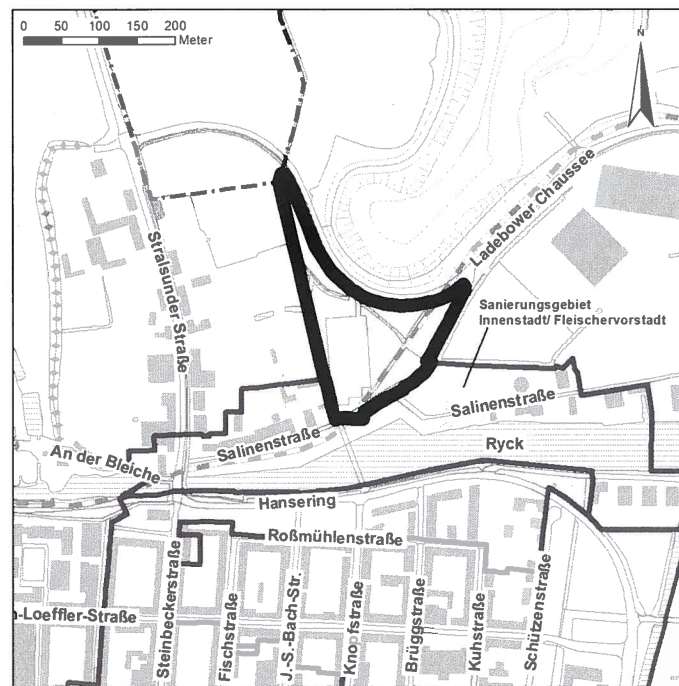 0 50 100 150 200
Meter
N
Ladebower Chaussee
Stralsunder Straße
Sanierungsgebiet
Innenstadt/ Fleischervorstadt
Salinenstraße
Salinenstraße
An der Bleiche
Ryck
Hansering
Roßmühlenstraße
n-Loeffler-Straße
Steinbeckerstraße
Fischstraße
J.-S.-Bach-Str.
Knopfstraße
Brüggstraße
Kuhstraße
Schützenstraße